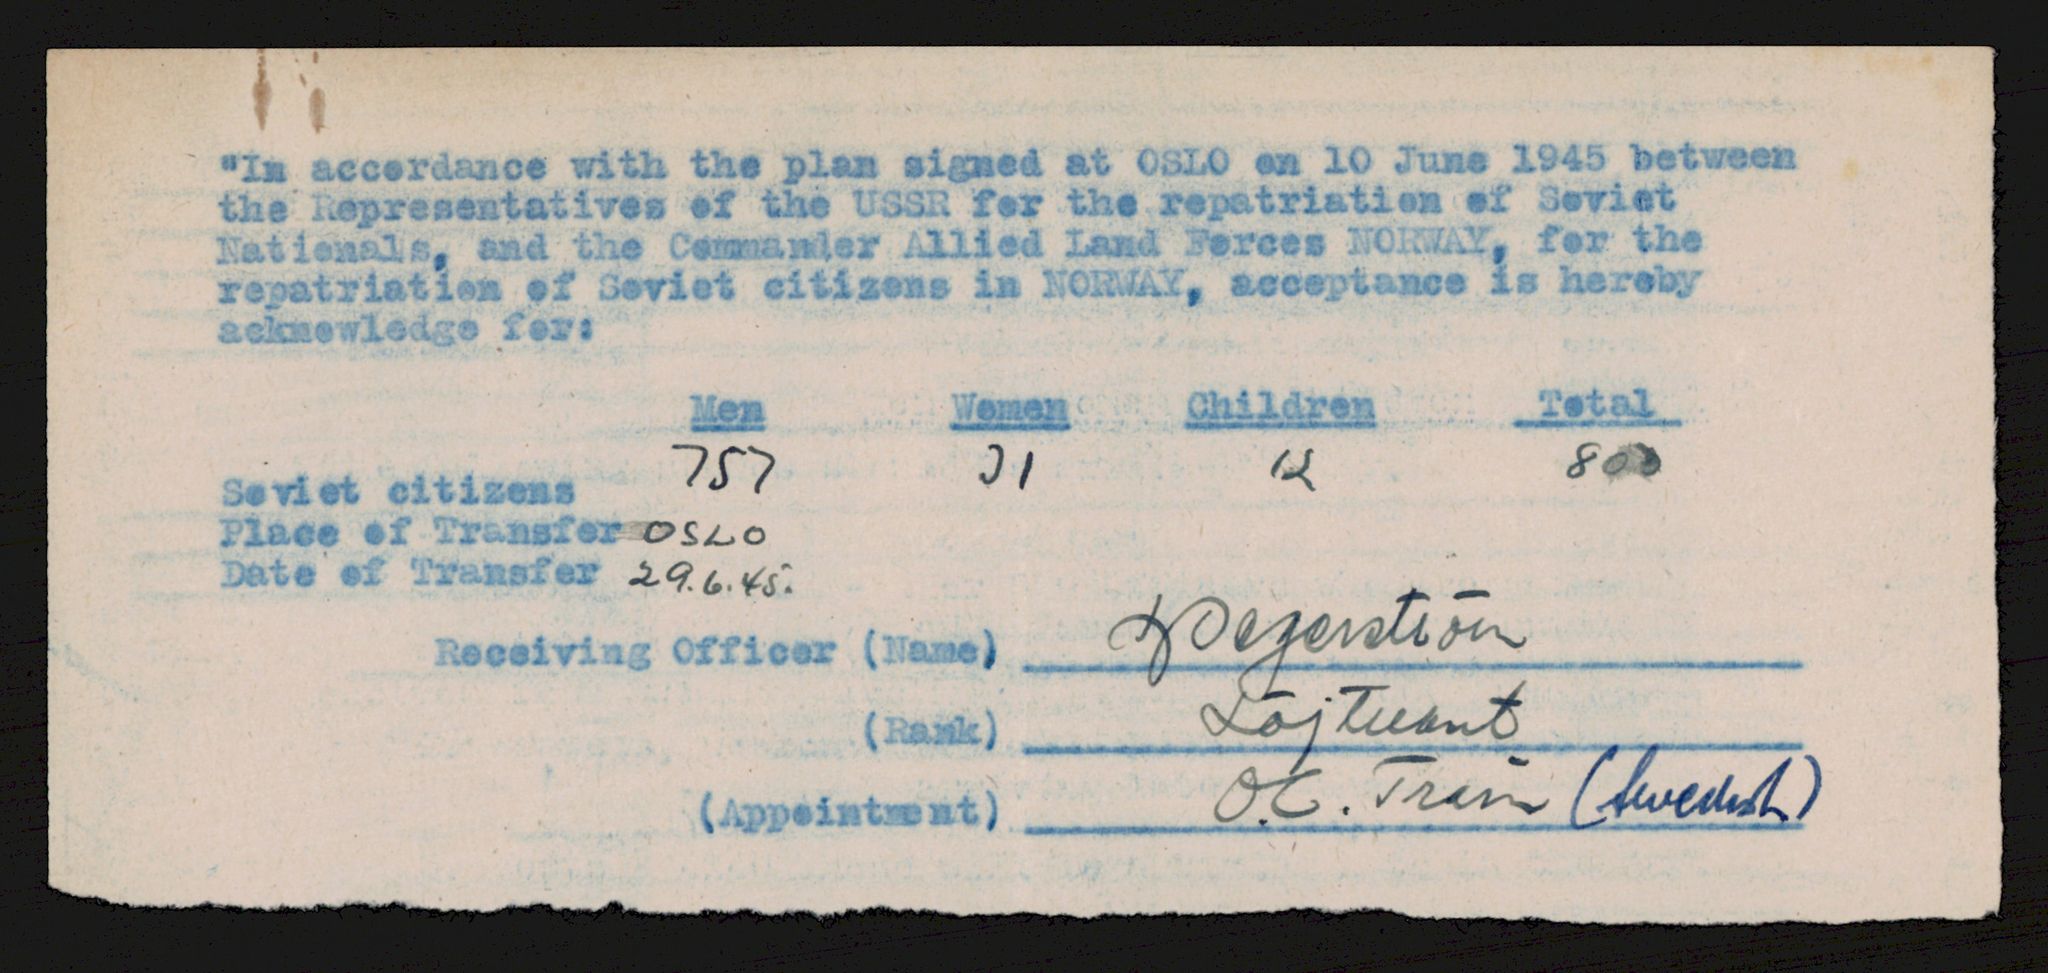 "In accordance with the plan signed at OSLO on 10 June 1945 between
the Representatives of the USSR for the repatriation of Soviet
Nationals, and the Commander Allied Land Forces NORWAY, for the
repatriation of Soviet citizens in NORWAY, acceptance is hereby
acknowledge for:
Men Women Children Total
757 31 12 800
Soviet citizens
Place of Transfer OSLO
Date of Transfer 29.6.45.
Receiving Officer (Name) Degerström
(Rank) Löjtnant
(Appointment) O.C. Train (Swedish)